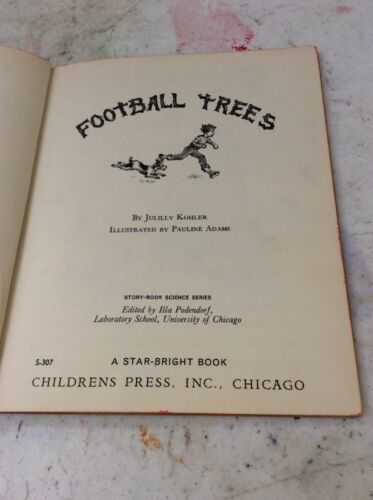 FOOTBALL TREES
BY JULILLY KOHLER
ILLUSTRATED BY PAULINE ADAMS
STORY-BOOK SCIENCE SERIES
Edited by Illa Podendorf,
Laboratory School, University of Chicago
S-307
A STAR-BRIGHT BOOK
CHILDRENS PRESS, INC., CHICAGO